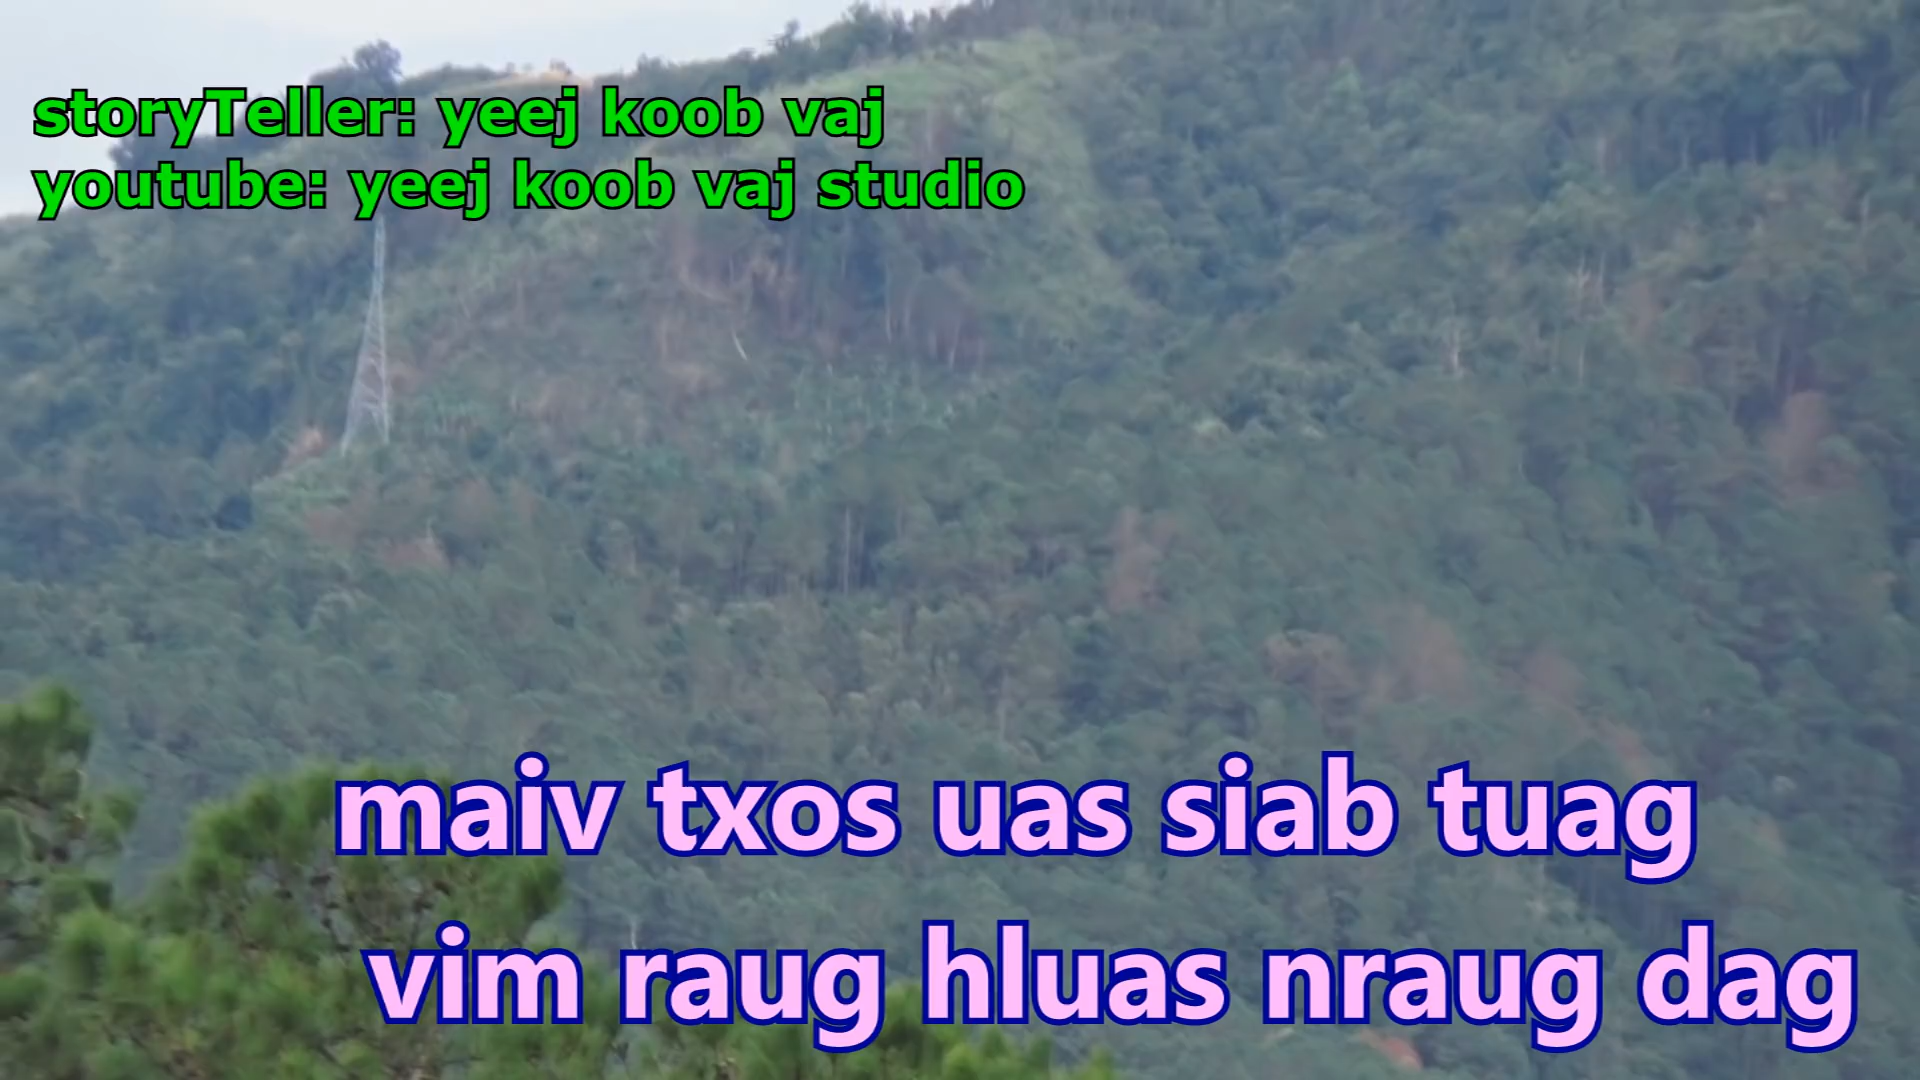 storyTeller: yeej koob vaj
youtube: yeej koob vaj studio
maiv txos uas siab tuag
vim raug hluas nraug dag